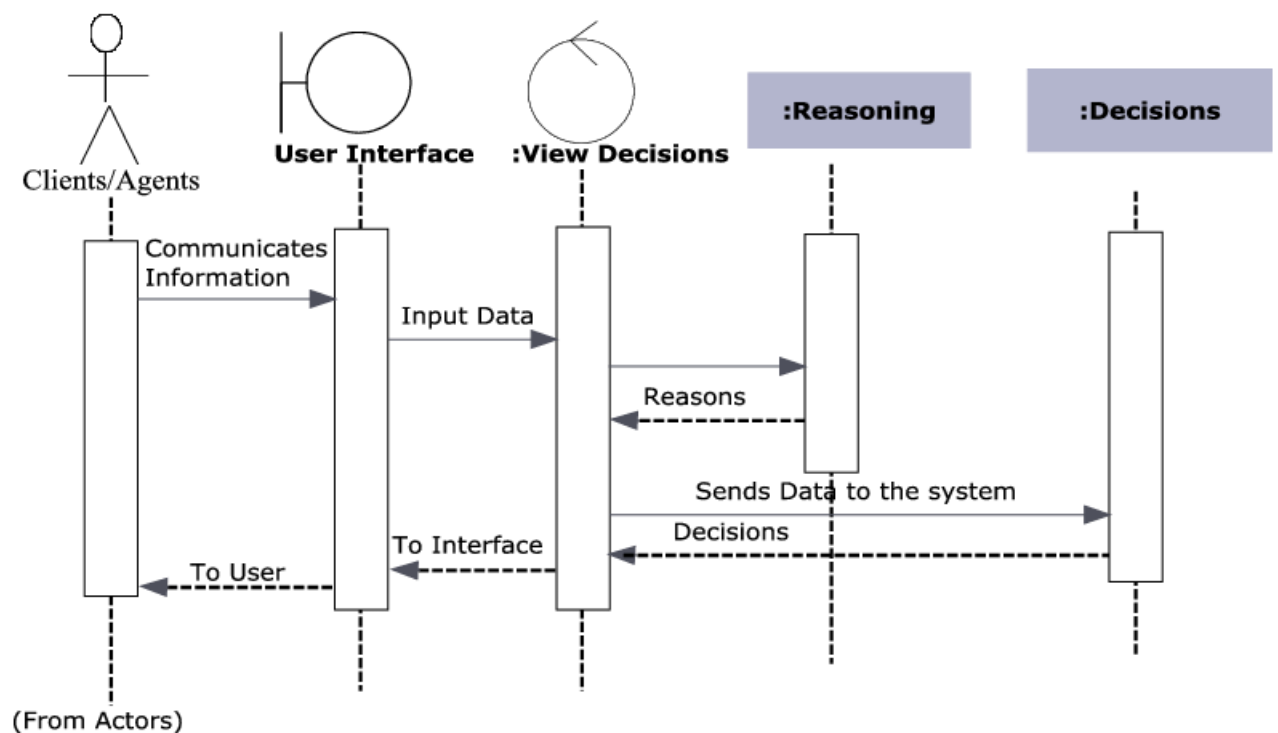 :Reasoning
:Decisions
User Interface
:View Decisions
Clients/Agents
Communicates
Information
Input Data
Reasons
Sends Data to the system
Decisions
To Interface
To User
(From Actors)